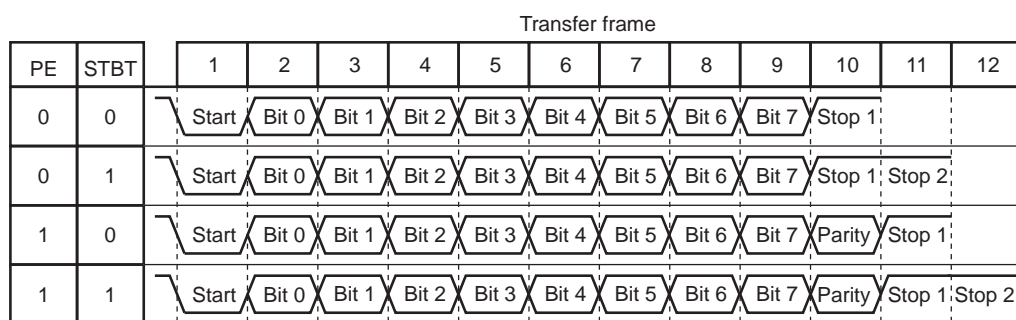 Transfer frame
PE STBT 1 2 3 4 5 6 7 8 9 10 11 12
0 0 Start Bit 0 Bit 1 Bit 2 Bit 3 Bit 4 Bit 5 Bit 6 Bit 7 Stop 1
0 1 Start Bit 0 Bit 1 Bit 2 Bit 3 Bit 4 Bit 5 Bit 6 Bit 7 Stop 1 Stop 2
1 0 Start Bit 0 Bit 1 Bit 2 Bit 3 Bit 4 Bit 5 Bit 6 Bit 7 Parity Stop 1
1 1 Start Bit 0 Bit 1 Bit 2 Bit 3 Bit 4 Bit 5 Bit 6 Bit 7 Parity Stop 1 Stop 2